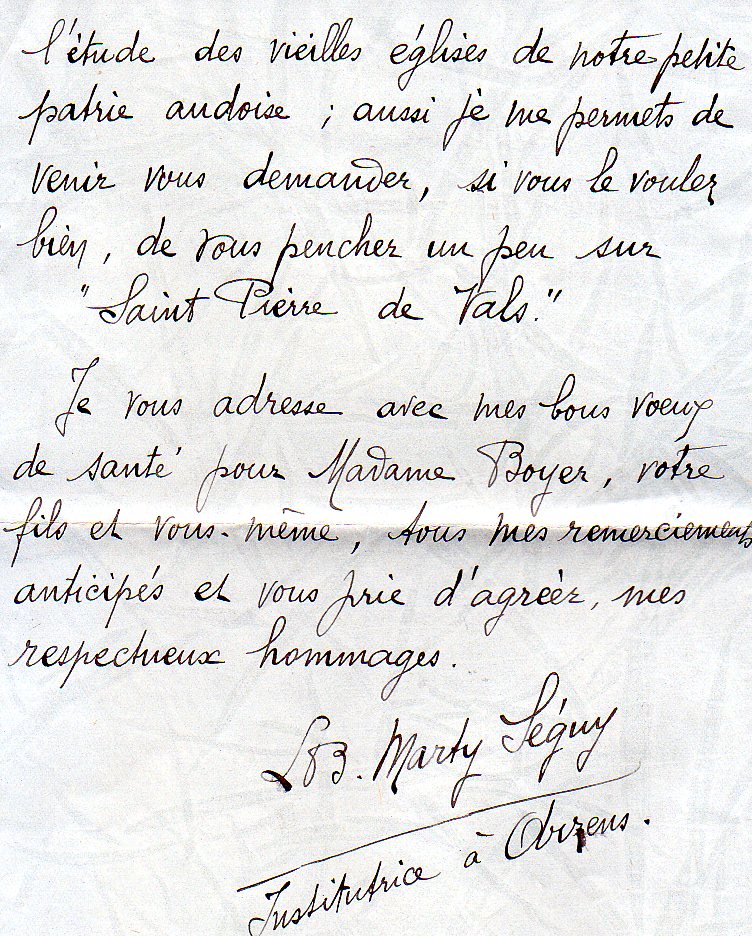 l'étude des vieilles églises de notre petite
patrie audoise ; aussi je me permets de
venir vous demander, si vous le voulez
bien, de vous pencher un peu sur
"Saint Pierre de Vals."
Je vous adresse avec mes bons voeux
de santé pour Madame Boyer, votre
fils et vous-même, tous mes remerciements
anticipés et vous prie d'agréer, mes
respectueux hommages.
Marty Séguy
Institutrice à